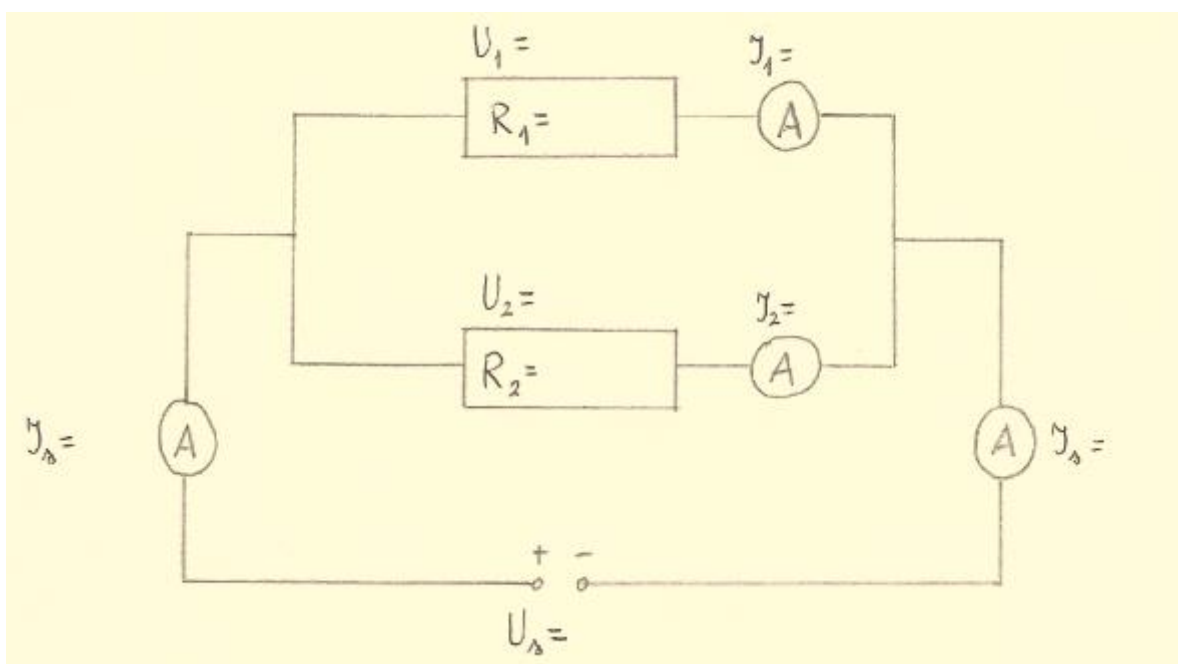 U₁ =
I₁ =
R₁ =
A
U₂ =
I₂ =
R₂ =
A
Iₛ =
A
A
Iₛ =
+ -
Uₛ =